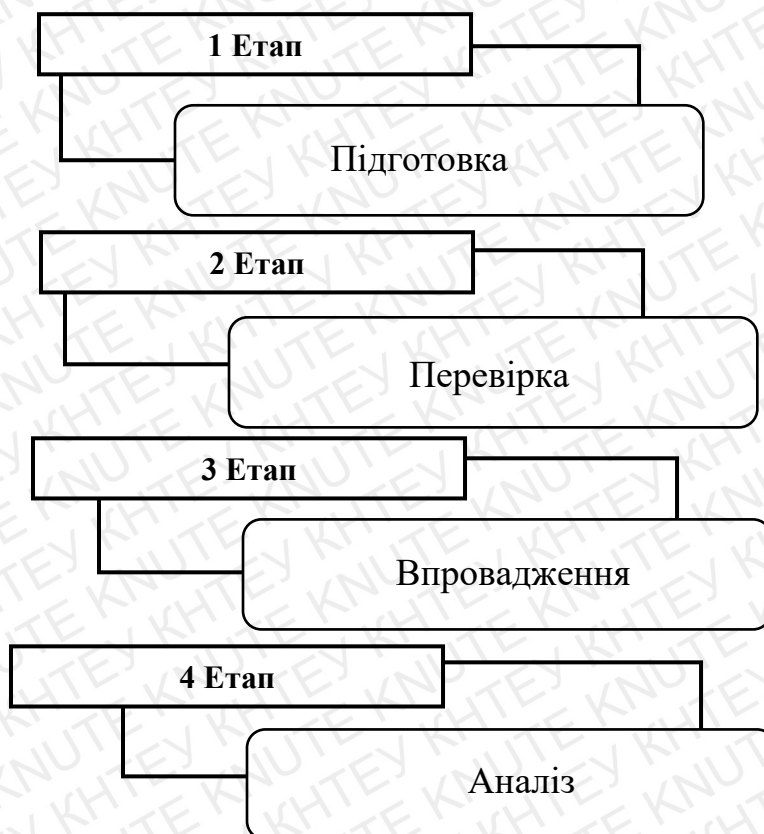 1 Етап
Підготовка
2 Етап
Перевірка
3 Етап
Впровадження
4 Етап
Аналіз